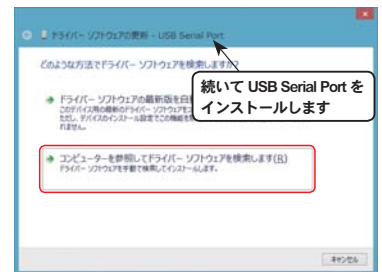 ドライバー ソフトウェアの更新 - USB Serial Port
どのような方法でドライバー ソフトウェアを検索しますか?
続いて USB Serial Port を
インストールします
ドライバー ソフトウェアの最新版を自
このデバイス用の最新のドライバー ソフトウェアをコ
ただし、デバイスのインストール設定でこの機能を無
れません。
コンピューターを参照してドライバー ソフトウェアを検索します(R)
ドライバー ソフトウェアを手動で検索してインストールします。
キャンセル